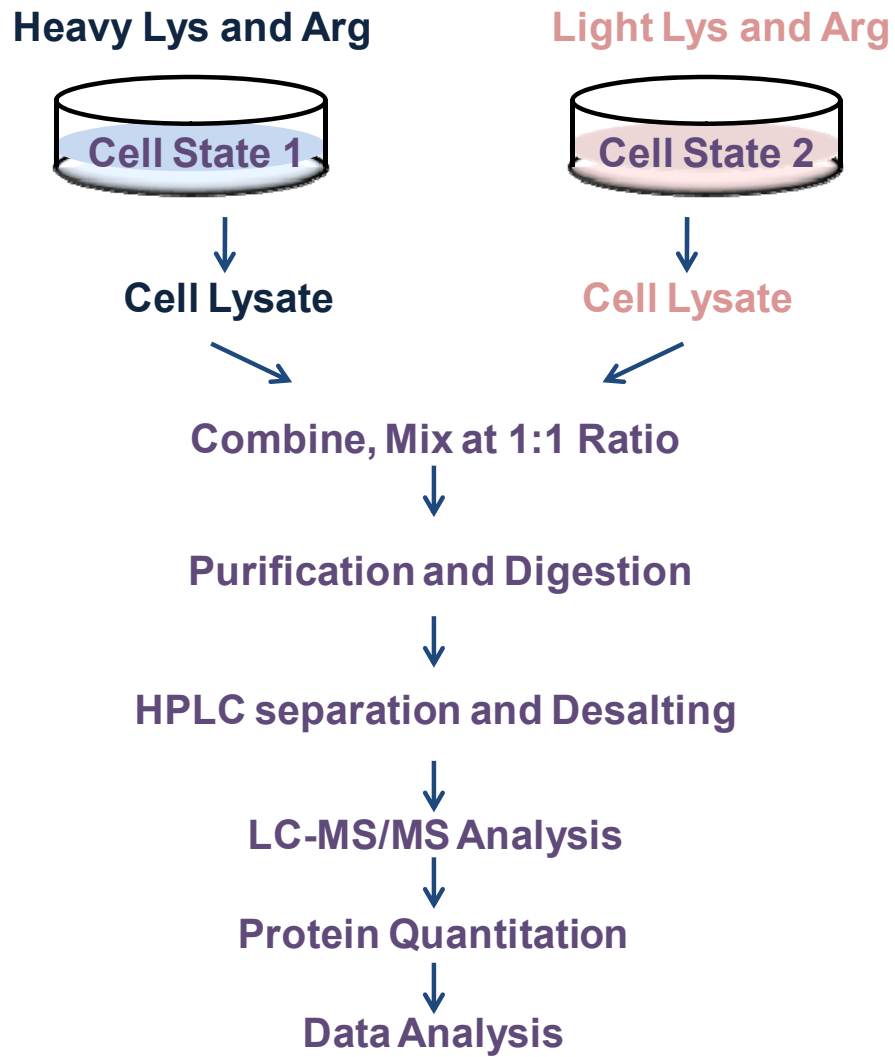 Heavy Lys and Arg
Light Lys and Arg
Cell State 1
Cell State 2
Cell Lysate
Cell Lysate
Combine, Mix at 1:1 Ratio
Purification and Digestion
HPLC separation and Desalting
LC-MS/MS Analysis
Protein Quantitation
Data Analysis